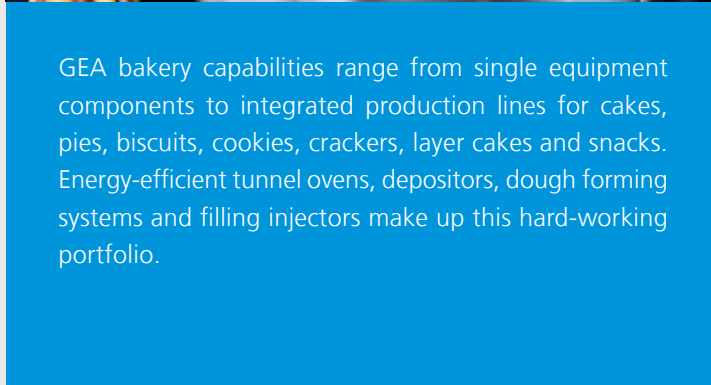 GEA bakery capabilities range from single equipment
components to integrated production lines for cakes,
pies, biscuits, cookies, crackers, layer cakes and snacks.
Energy-efficient tunnel ovens, depositors, dough forming
systems and filling injectors make up this hard-working
portfolio.